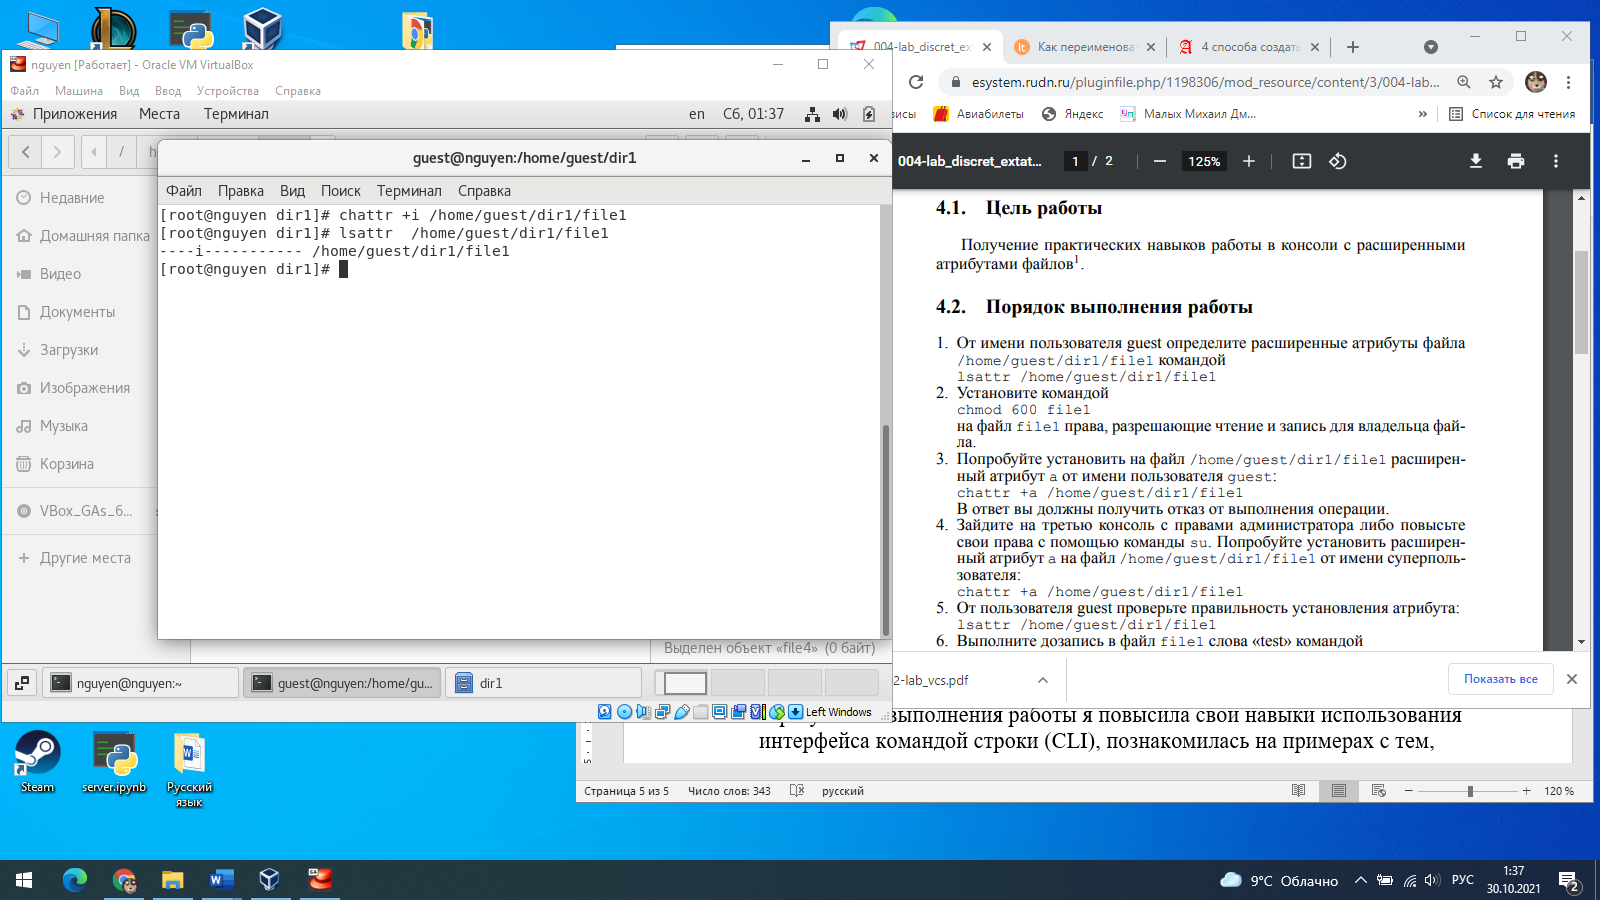 nguyen [Работает] - Oracle VM VirtualBox
Файл Машина Вид Ввод Устройства Справка
Приложения Места Терминал en Сб, 01:37
/ h
Недавние
Домашняя папка
Видео
Документы
Загрузки
Изображения
Музыка
Корзина
VBox_GAs_6...
Другие места
guest@nguyen:/home/guest/dir1
Файл Правка Вид Поиск Терминал Справка
[root@nguyen dir1]# chattr +i /home/guest/dir1/file1
[root@nguyen dir1]# lsattr  /home/guest/dir1/file1
----i----------- /home/guest/dir1/file1
[root@nguyen dir1]#
Выделен объект «file4» (0 байт)
nguyen@nguyen:~ guest@nguyen:/home/gu... dir1
Left Windows
004-lab_discret_ext Как переименова 4 способа создать
esystem.rudn.ru/pluginfile.php/1198306/mod_resource/content/3/004-lab...
висы Авиабилеты Яндекс Малых Михаил Дм... » Список для чтения
004-lab_discret_extat... 1 / 2 125%
4.1. Цель работы
Получение практических навыков работы в консоли с расширенными
атрибутами файлов1.
4.2. Порядок выполнения работы
1. От имени пользователя guest определите расширенные атрибуты файла
/home/guest/dir1/file1 командой
lsattr /home/guest/dir1/file1
2. Установите командой
chmod 600 file1
на файл file1 права, разрешающие чтение и запись для владельца фай-
ла.
3. Попробуйте установить на файл /home/guest/dir1/file1 расширен-
ный атрибут a от имени пользователя guest:
chattr +a /home/guest/dir1/file1
В ответ вы должны получить отказ от выполнения операции.
4. Зайдите на третью консоль с правами администратора либо повысьте
свои права с помощью команды su. Попробуйте установить расширен-
ный атрибут a на файл /home/guest/dir1/file1 от имени суперполь-
зователя:
chattr +a /home/guest/dir1/file1
5. От пользователя guest проверьте правильность установления атрибута:
lsattr /home/guest/dir1/file1
6. Выполните дозапись в файл file1 слова «test» командой
2-lab_vcs.pdf Показать все
выполнения работы я повысила свои навыки использования
интерфейса командой строки (CLI), познакомилась на примерах с тем,
Страница 5 из 5 Число слов: 343 русский 120 %
Steam
server.ipynb
Русский
язык
9°C Облачно РУС 1:37
30.10.2021
2